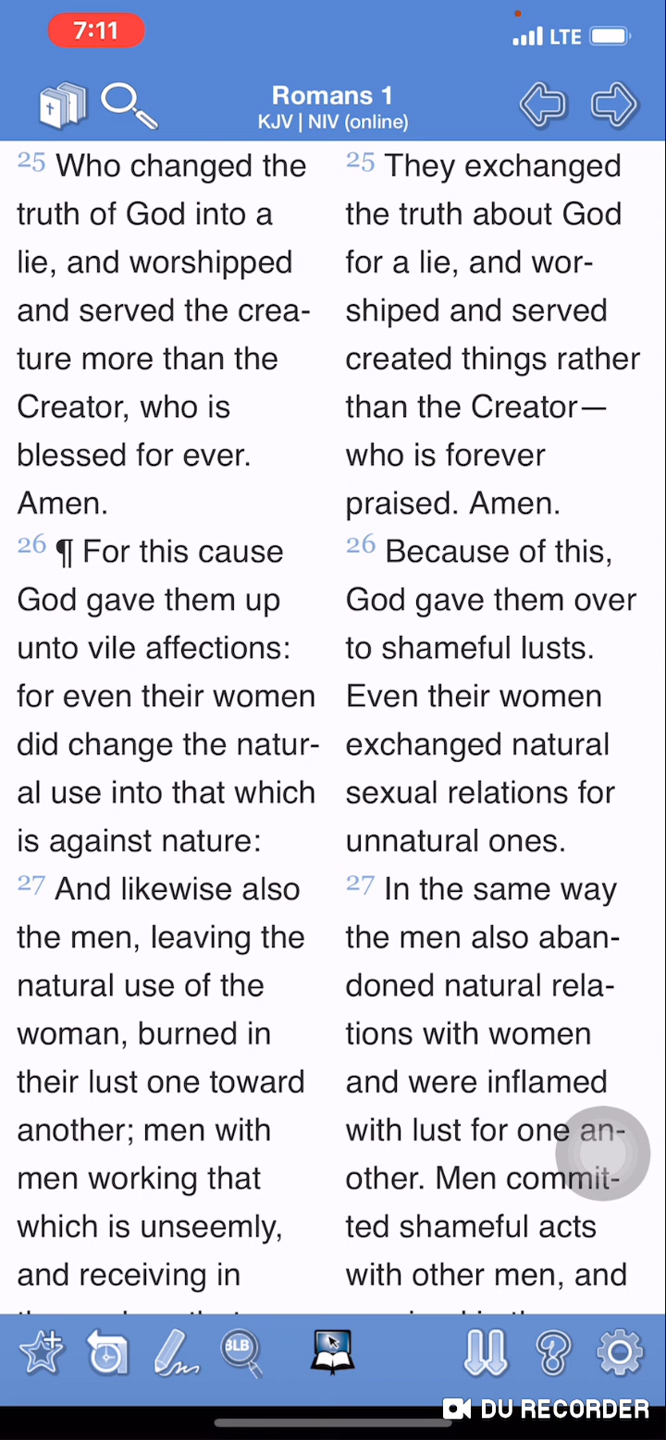 7:11
LTE
Romans 1
KJV | NIV (online)
25 Who changed the
truth of God into a
lie, and worshipped
and served the crea-
ture more than the
Creator, who is
blessed for ever.
Amen.
26 ¶ For this cause
God gave them up
unto vile affections:
for even their women
did change the natur-
al use into that which
is against nature:
27 And likewise also
the men, leaving the
natural use of the
woman, burned in
their lust one toward
another; men with
men working that
which is unseemly,
and receiving in
25 They exchanged
the truth about God
for a lie, and wor-
shiped and served
created things rather
than the Creator—
who is forever
praised. Amen.
26 Because of this,
God gave them over
to shameful lusts.
Even their women
exchanged natural
sexual relations for
unnatural ones.
27 In the same way
the men also aban-
doned natural rela-
tions with women
and were inflamed
with lust for one an-
other. Men commit-
ted shameful acts
with other men, and
BLB
DU RECORDER